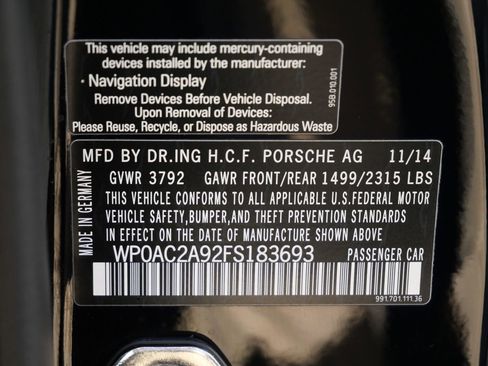 This vehicle may include mercury-containing
devices installed by the manufacturer:
· Navigation Display
Remove Devices Before Vehicle Disposal.
Upon Removal of Devices:
Please Reuse, Recycle, or Dispose as Hazardous Waste
95B.010.001
MFD BY DR.ING H.C.F. PORSCHE AG 11/14
GVWR 3792 GAWR FRONT/REAR 1499/2315 LBS
THIS VEHICLE CONFORMS TO ALL APPLICABLE U.S.FEDERAL MOTOR
VEHICLE SAFETY,BUMPER,AND THEFT PREVENTION STANDARDS
IN EFFECT ON THE DATE OF MANUFACTURE SHOWN ABOVE.
WP0AC2A92FS183693 PASSENGER CAR
MADE IN GERMANY
991.701.111.36